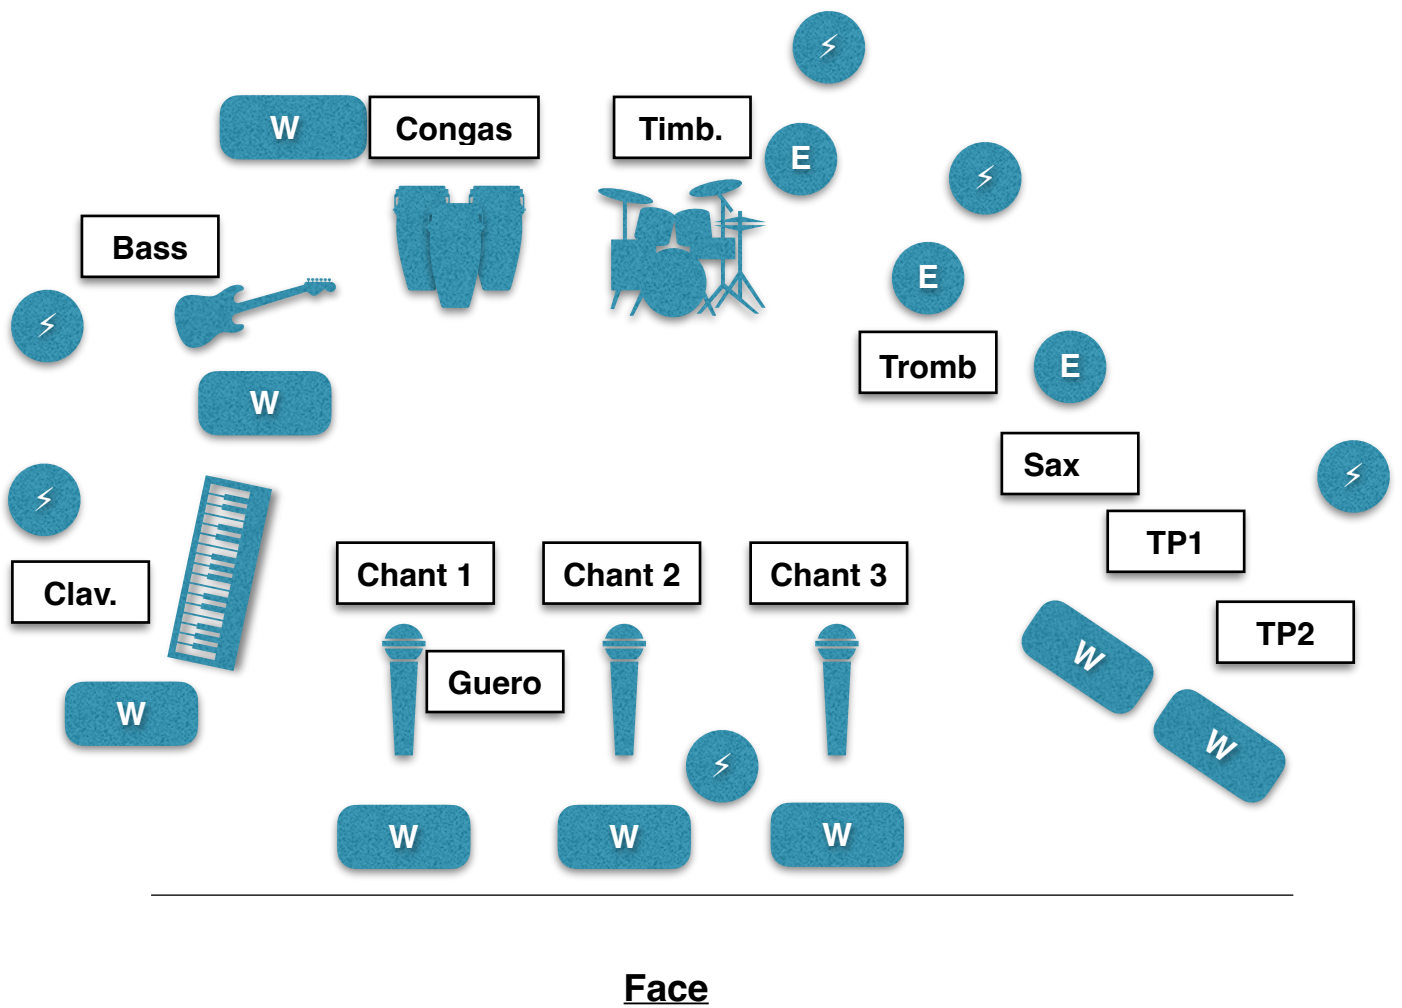 ⚡
W
Congas
Timb.
E
⚡
Bass
E
⚡
Tromb
E
W
Sax
⚡
⚡
TP1
Clav.
Chant 1
Chant 2
Chant 3
TP2
W
Guero
W
W
⚡
W
W
W
Face